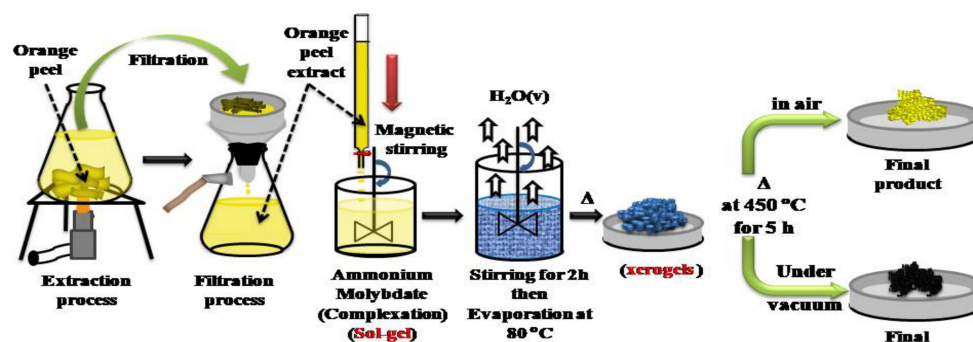 Orange
peel
Filtration
Orange
peel
extract
Magnetic
stirring
H₂O(v)
Extraction
process
Filtration
process
Ammonium
Molybdate
(Complexation)
(Sol-gel)
Stirring for 2h
then
Evaporation at
80 °C
Δ
(xerogels)
Δ
at 450 °C
for 5 h
in air
Final
product
Under
vacuum
Final